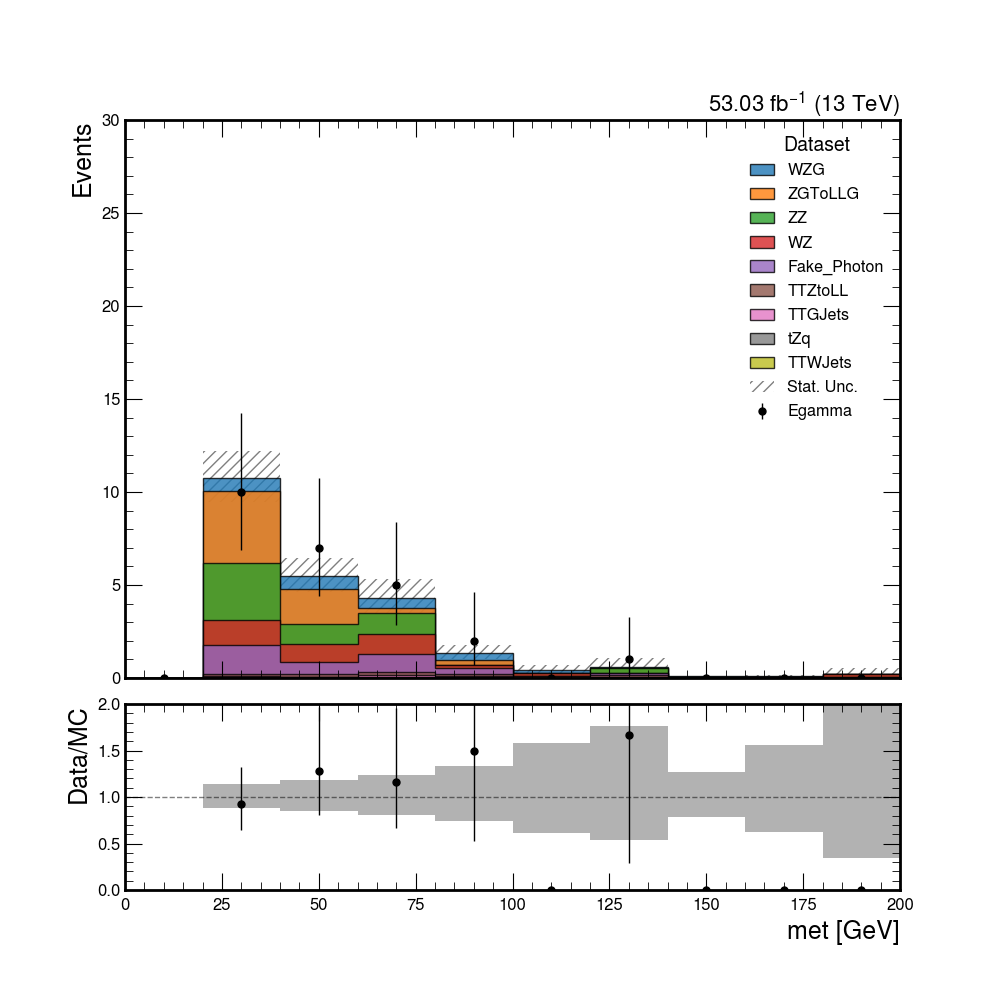 53.03 fb⁻¹ (13 TeV)
Events
30
25
20
15
10
5
0
Dataset
WZG
ZGToLLG
ZZ
WZ
Fake_Photon
TTZtoLL
TTGJets
tZq
TTWJets
Stat. Unc.
Egamma
Data/MC
2.0
1.5
1.0
0.5
0.0
0 25 50 75 100 125 150 175 200
met [GeV]